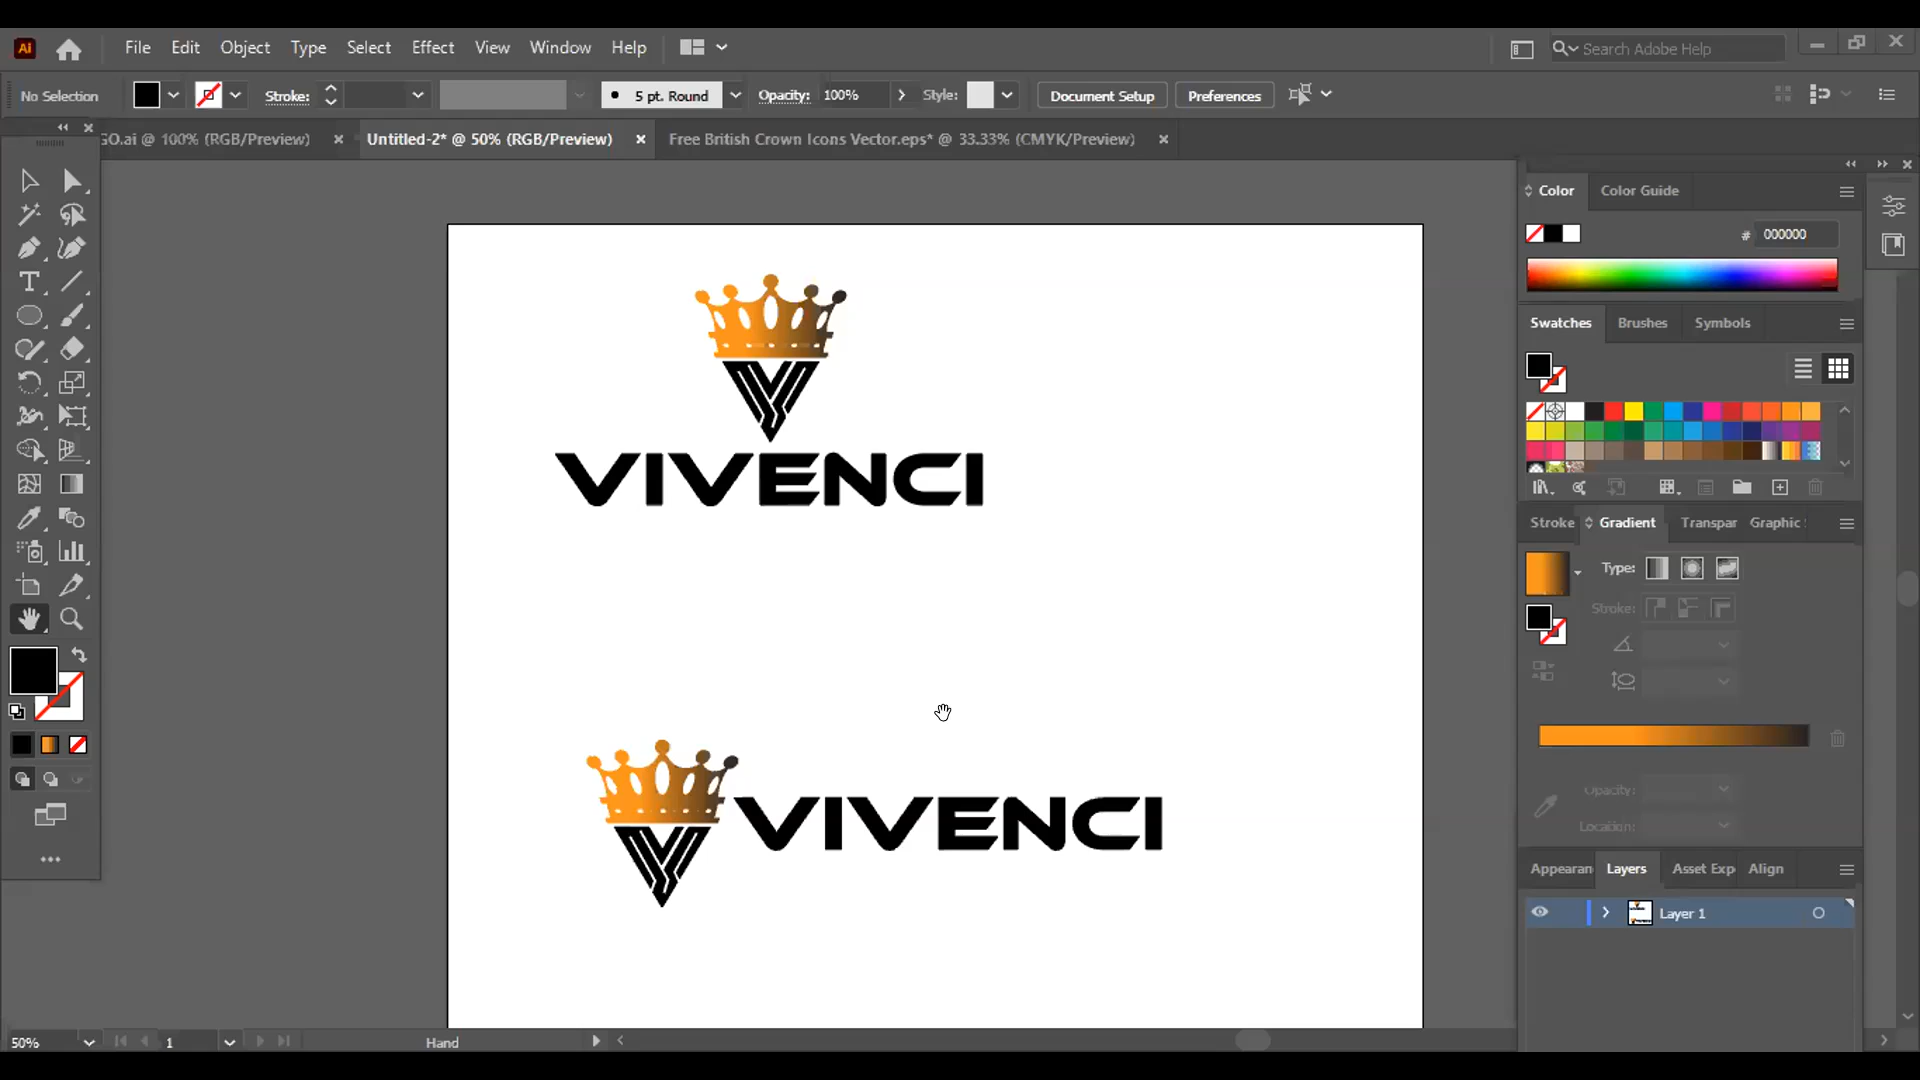 Ai File Edit Object Type Select Effect View Window Help Search Adobe Help
No Selection Stroke: 5 pt. Round Opacity: 100% Style: Document Setup Preferences
GO.ai @ 100% (RGB/Preview) Untitled-2* @ 50% (RGB/Preview) Free British Crown Icons Vector.eps* @ 33.33% (CMYK/Preview)
Color Color Guide
# 000000
Swatches Brushes Symbols
VIVENCI
Stroke Gradient Transpar Graphic
Type:
Stroke:
VIVENCI
Opacity:
Location:
Appearan Layers Asset Exp Align
Layer 1
50% 1 Hand